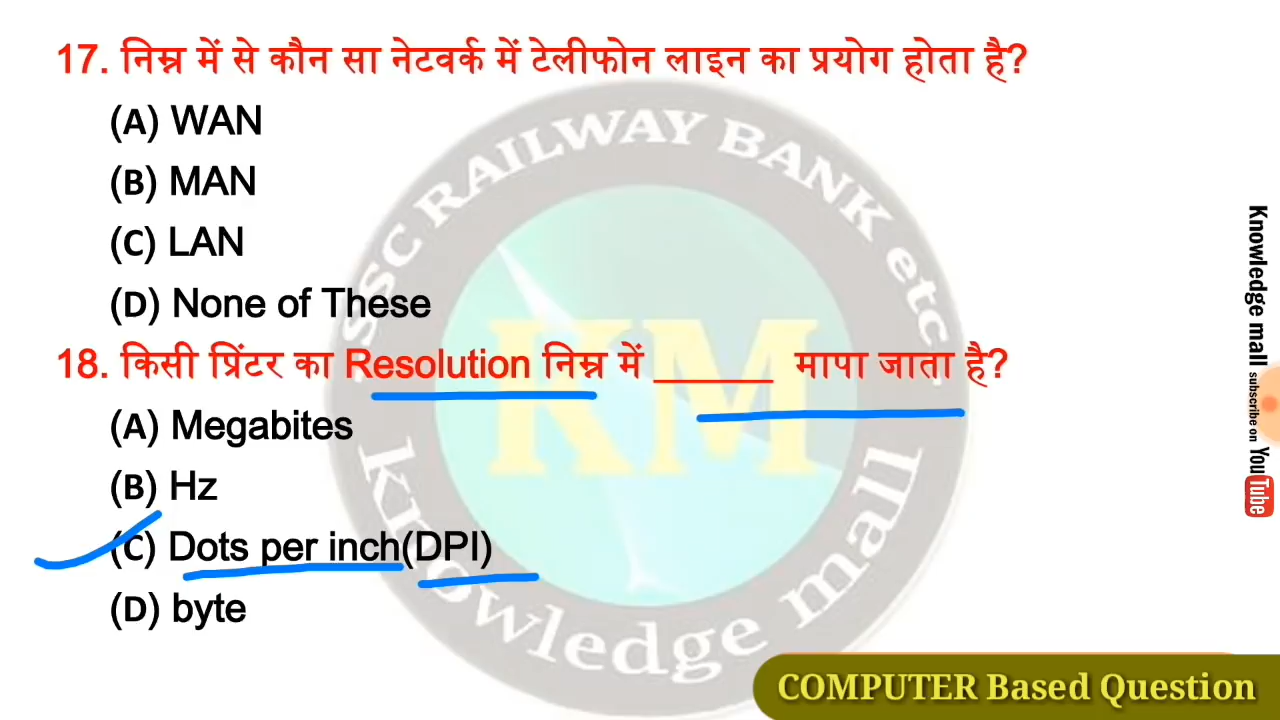 17. निम्न में से कौन सा नेटवर्क में टेलीफोन लाइन का प्रयोग होता है?
(A) WAN
(B) MAN
(C) LAN
(D) None of These
18. किसी प्रिंटर का Resolution निम्न में ______ मापा जाता है?
(A) Megabites
(B) Hz
(C) Dots per inch(DPI)
(D) byte
SSC RAILWAY BANK etc.
KM
Knowledge mall
Knowledge mall subscribe on YouTube
COMPUTER Based Question